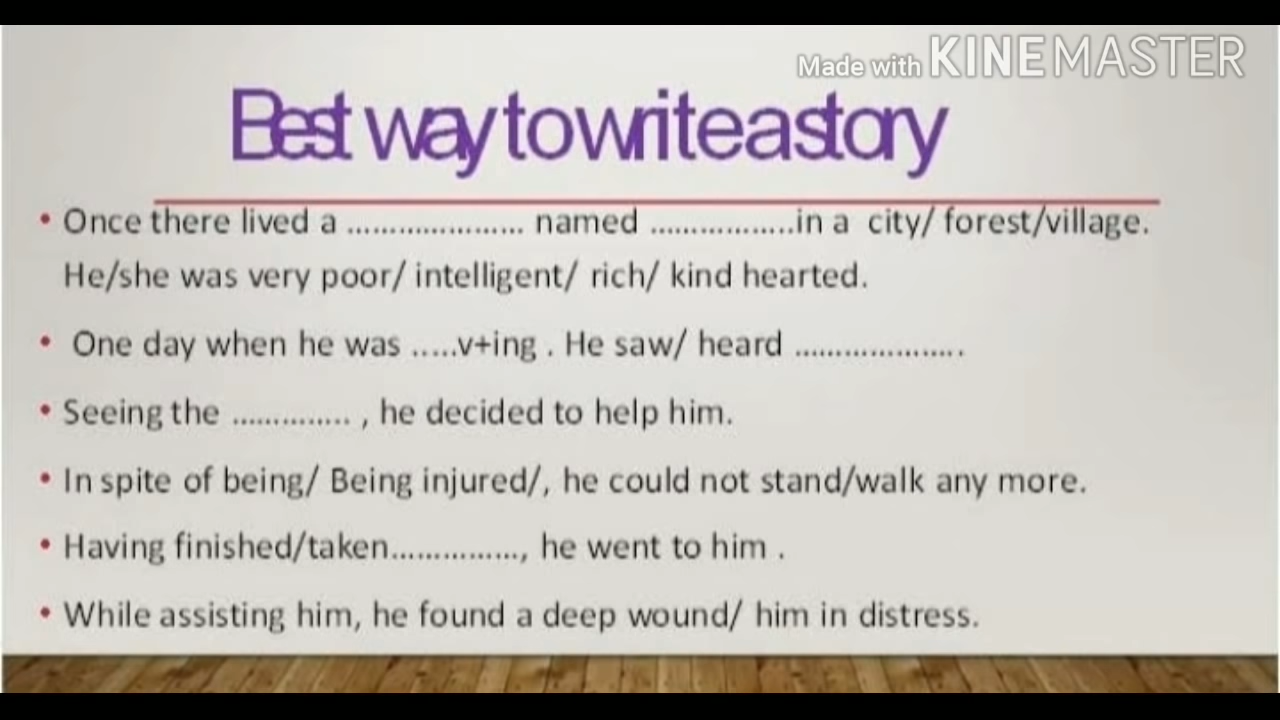 Made with KINEMASTER
Best way to write a story
• Once there lived a ..................... named .................in a city/ forest/village.
He/she was very poor/ intelligent/ rich/ kind hearted.
• One day when he was .....v+ing . He saw/ heard ....................
• Seeing the .............. , he decided to help him.
• In spite of being/ Being injured/, he could not stand/walk any more.
• Having finished/taken..............., he went to him .
• While assisting him, he found a deep wound/ him in distress.